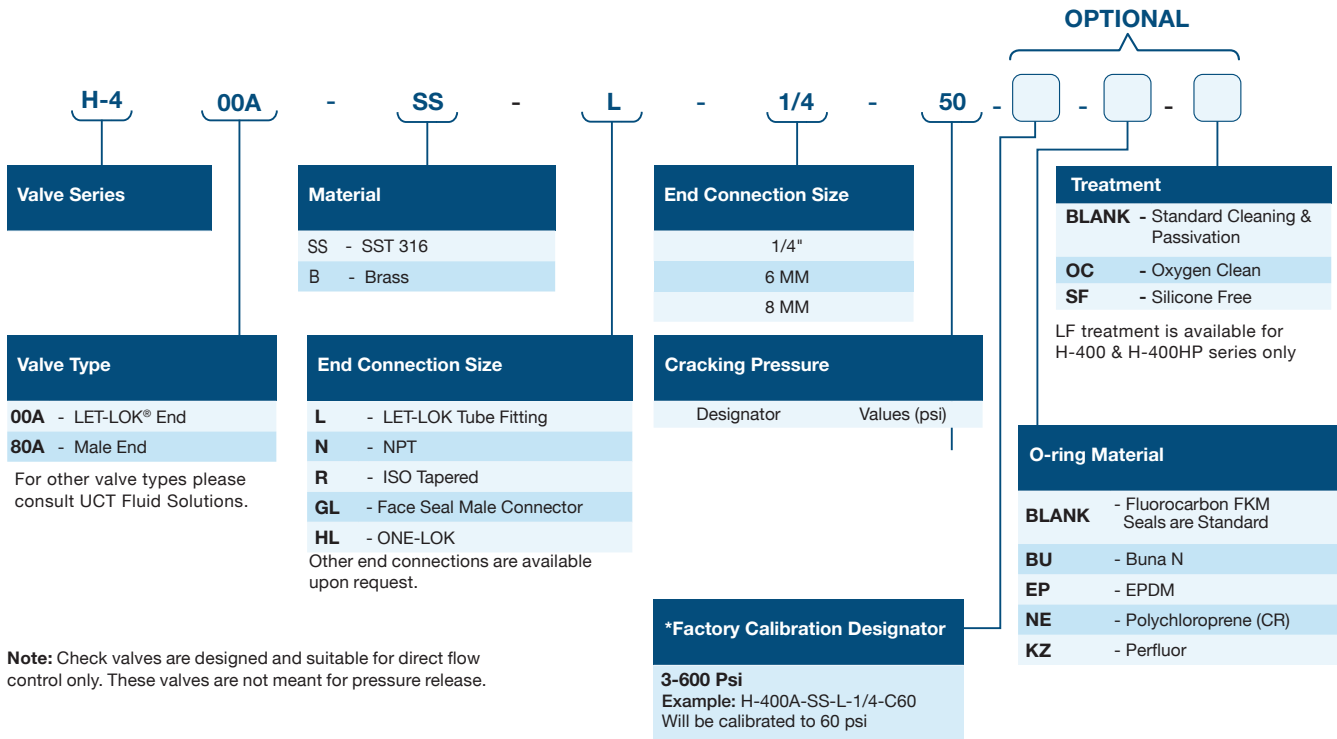 OPTIONAL
H-4 00A - SS - L - 1/4 - 50 - - -
Valve Series
Material
SS - SST 316
B - Brass
End Connection Size
1/4"
6 MM
8 MM
Treatment
BLANK - Standard Cleaning &
Passivation
OC - Oxygen Clean
SF - Silicone Free
LF treatment is available for
H-400 & H-400HP series only
Valve Type
00A - LET-LOK® End
80A - Male End
For other valve types please
consult UCT Fluid Solutions.
End Connection Size
L - LET-LOK Tube Fitting
N - NPT
R - ISO Tapered
GL - Face Seal Male Connector
HL - ONE-LOK
Other end connections are available
upon request.
Cracking Pressure
Designator Values (psi)
O-ring Material
BLANK - Fluorocarbon FKM
Seals are Standard
BU - Buna N
EP - EPDM
NE - Polychloroprene (CR)
KZ - Perfluor
*Factory Calibration Designator
3-600 Psi
Example: H-400A-SS-L-1/4-C60
Will be calibrated to 60 psi
Note: Check valves are designed and suitable for direct flow
control only. These valves are not meant for pressure release.